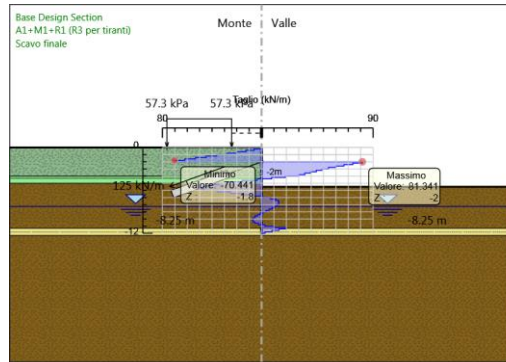 Base Design Section
A1+M1+R1 (R3 per tiranti)
Scavo finale
Monte
Valle
Taglio (kN/m)
57.3 kPa
57.3 kPa
80
90
0
-2m
Minimo
Valore: -70.441
Z -1.8
Massimo
Valore: 81.341
Z -2
125 kN/m
-8.25 m
-8.25 m
-12